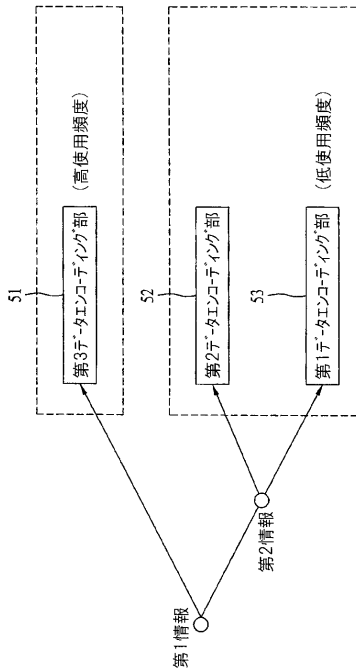 51
第3データエンコーディング部
(高使用頻度)
52
第2データエンコーディング部
53
第1データエンコーディング部
(低使用頻度)
第1情報
第2情報